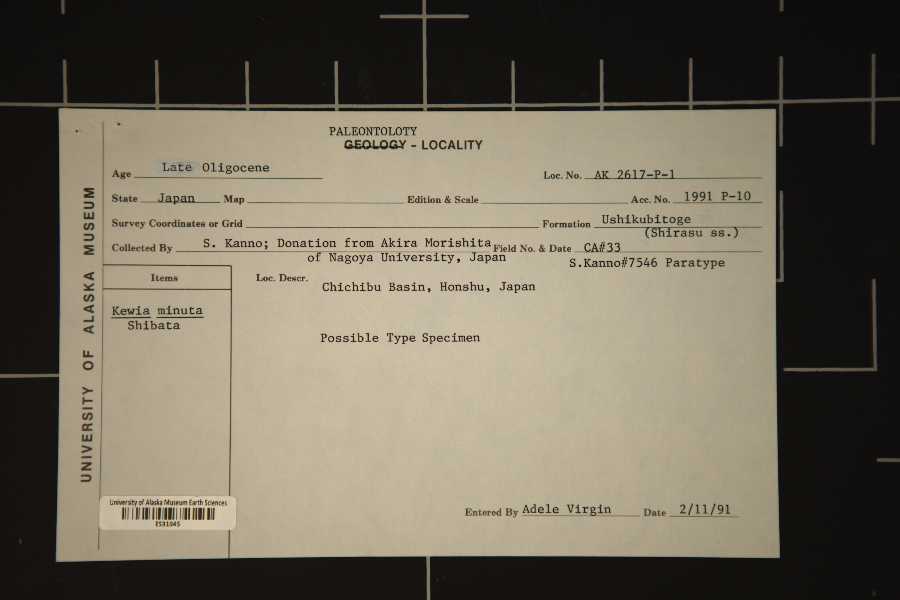 PALEONTOLOTY
GEOLOGY - LOCALITY
Age Late Oligocene Loc. No. AK 2617-P-1
State Japan Map Edition & Scale Acc. No. 1991 P-10
Survey Coordinates or Grid Formation Ushikubitoge
(Shirasu ss.)
Collected By S. Kanno; Donation from Akira Morishita Field No. & Date CA#33
of Nagoya University, Japan S.Kanno#7546 Paratype
Items Loc. Descr.
Chichibu Basin, Honshu, Japan
Kewia minuta
Shibata
Possible Type Specimen
UNIVERSITY OF ALASKA MUSEUM
University of Alaska Museum Earth Sciences
ES31045
Entered By Adele Virgin Date 2/11/91